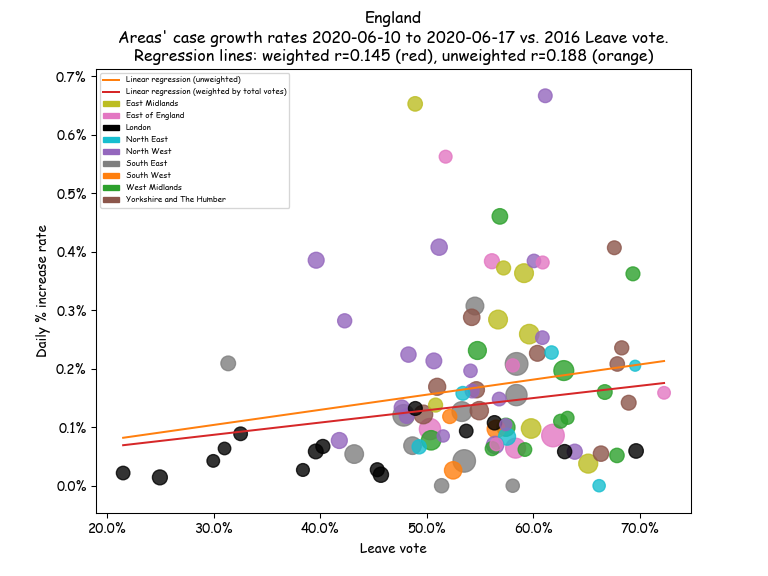 England
Areas' case growth rates 2020-06-10 to 2020-06-17 vs. 2016 Leave vote.
Regression lines: weighted r=0.145 (red), unweighted r=0.188 (orange)
Linear regression (unweighted)
Linear regression (weighted by total votes)
East Midlands
East of England
London
North East
North West
South East
South West
West Midlands
Yorkshire and The Humber
0.7%
0.6%
0.5%
0.4%
0.3%
0.2%
0.1%
0.0%
Daily % increase rate
20.0% 30.0% 40.0% 50.0% 60.0% 70.0%
Leave vote